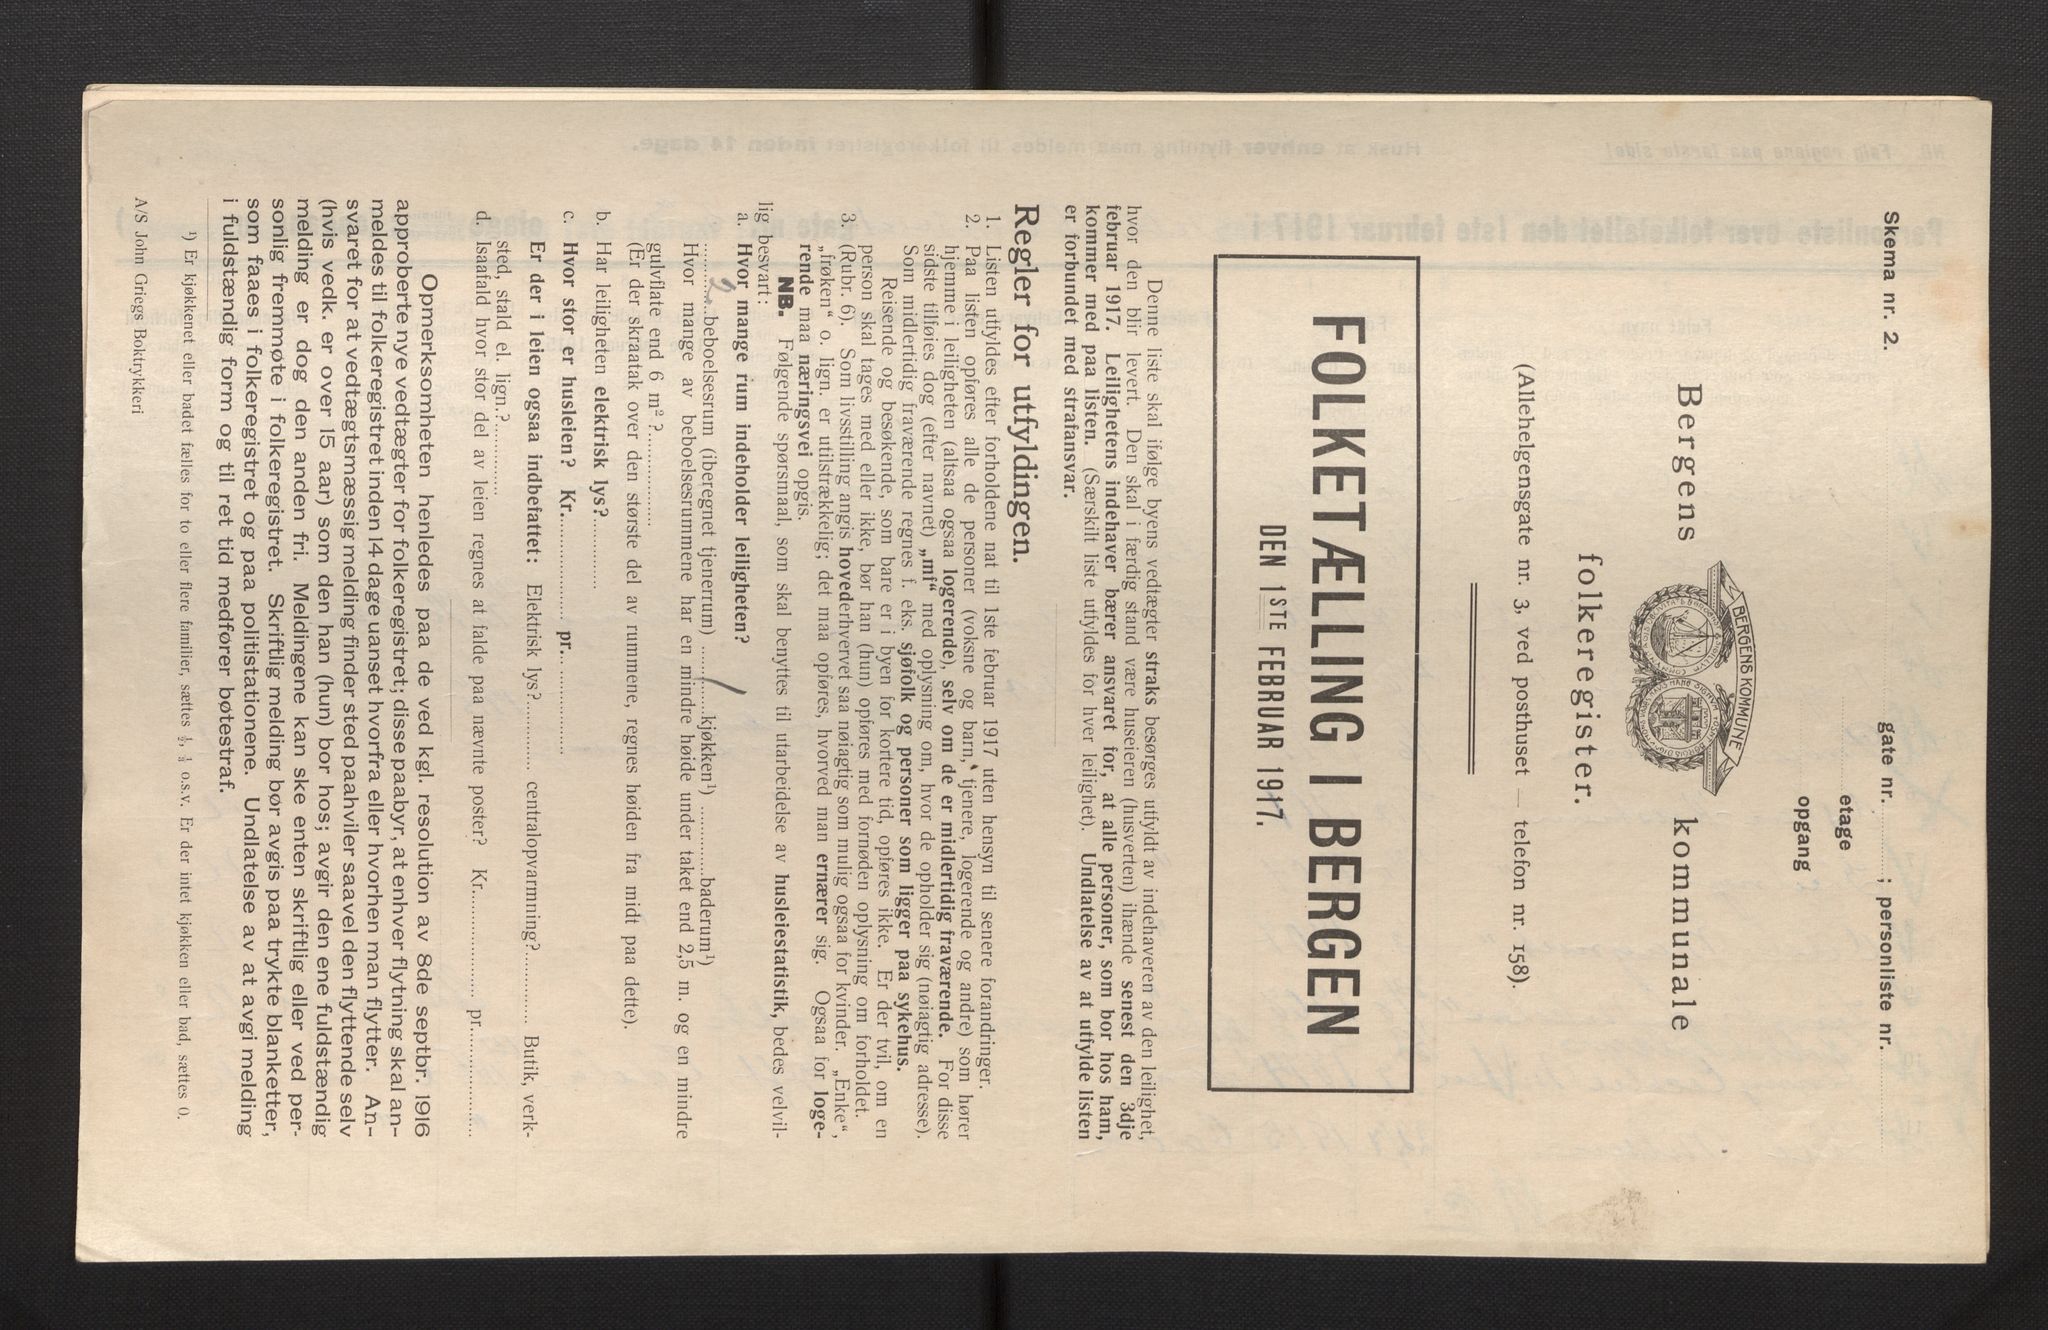 Skema nr. 2.
gate nr. ; personliste nr.
etage
opgang
BERGENS KOMMUNE
Bergens kommunale
folkeregister.
(Allehelgensgate nr. 3, ved posthuset — telefon nr. 158).
FOLKETÆLLING I BERGEN
DEN 1STE FEBRUAR 1917.
Denne liste skal ifølge byens vedtægter straks besørges utfyldt av indehaveren av den leilighet,
hvor den blir levert. Den skal i færdig stand være huseieren (husverten) ihænde senest den 3dje
februar 1917. Leilighetens indehaver bærer ansvaret for, at alle personer, som bor hos ham,
kommer med paa listen. (Særskilt liste utfyldes for hver leilighet). Undlatelse av at utfylde listen
er forbundet med strafansvar.
Regler for utfyldingen.
1. Listen utfyldes efter forholdene nat til 1ste februar 1917 uten hensyn til senere forandringer.
2. Paa listen opføres alle de personer (voksne og barn, tjenere, logerende og andre) som hører
hjemme i leiligheten (altsaa ogsaa logerende), selv om de er midlertidig fraværende. For disse
sidste tilføies dog (efter navnet) „mf“ med oplysning om, hvor de opholder sig (nøiagtig adresse).
Som midlertidig fraværende regnes f. eks. sjøfolk og personer som ligger paa sykehus.
Reisende og besøkende, som bare er i byen for kortere tid, opføres ikke. Er der tvil, om en
person skal tages med eller ikke, bør han (hun) opføres med fornøden oplysning om forholdet.
3. (Rubr. 6). Som livsstilling angis hovederhvervet saa nøiagtig som mulig ogsaa for kvinder. „Enke“,
„frøken“ o. lign. er utilstrækkelig; det maa opføres, hvorved man ernærer sig. Ogsaa for loge-
rende maa næringsvei opgis.
NB. Følgende spørsmaal, som skal benyttes til utarbeidelse av husleiestatistik, bedes velvil-
lig besvart:
a Hvor mange rum indeholder leiligheten?
2 beboelsesrum (iberegnet tjenerrum) / kjøkken¹) baderum¹)
Hvor mange av beboelsesrummene har en mindre høide under taket end 2,5 m. og en mindre
gulvflate end 6 m²?
(Er der skraatak over den største del av rummene, regnes høiden fra midt paa dette).
b. Har leiligheten elektrisk lys?
c. Hvor stor er husleien? Kr. pr.
Er der i leien ogsaa indbefattet: Elektrisk lys? centralopvarmning? Butik, verk-
sted, stald el. lign.?
d. Isaafald hvor stor del av leien regnes at falde paa nævnte poster? Kr. pr.
Opmerksomheten henledes paa de ved kgl. resolution av 8de septbr. 1916
approberte nye vedtægter for folkeregistret; disse paabyr, at enhver flytning skal an-
meldes til folkeregistret inden 14 dage uanset hvorfra eller hvorhen man flytter. An-
svaret for at vedtægtsmæssig melding finder sted paahviler saavel den flyttende selv
(hvis vedk. er over 15 aar) som den han (hun) bor hos; avgir den ene fuldstændig
melding er dog den anden fri. Meldingene kan ske enten skriftlig eller ved per-
sonlig fremmøte i folkeregistret. Skriftlig melding bør avgis paa trykte blanketter,
som faaes i folkeregistret og paa politistationene. Undlatelse av at avgi melding
i fuldstændig form og til ret tid medfører bøtestraf.
¹) Er kjøkkenet eller badet fælles for to eller flere familier, sættes ½, ⅓ o.s.v. Er der intet kjøkken eller bad, sættes 0.
A/S John Griegs Boktrykkeri